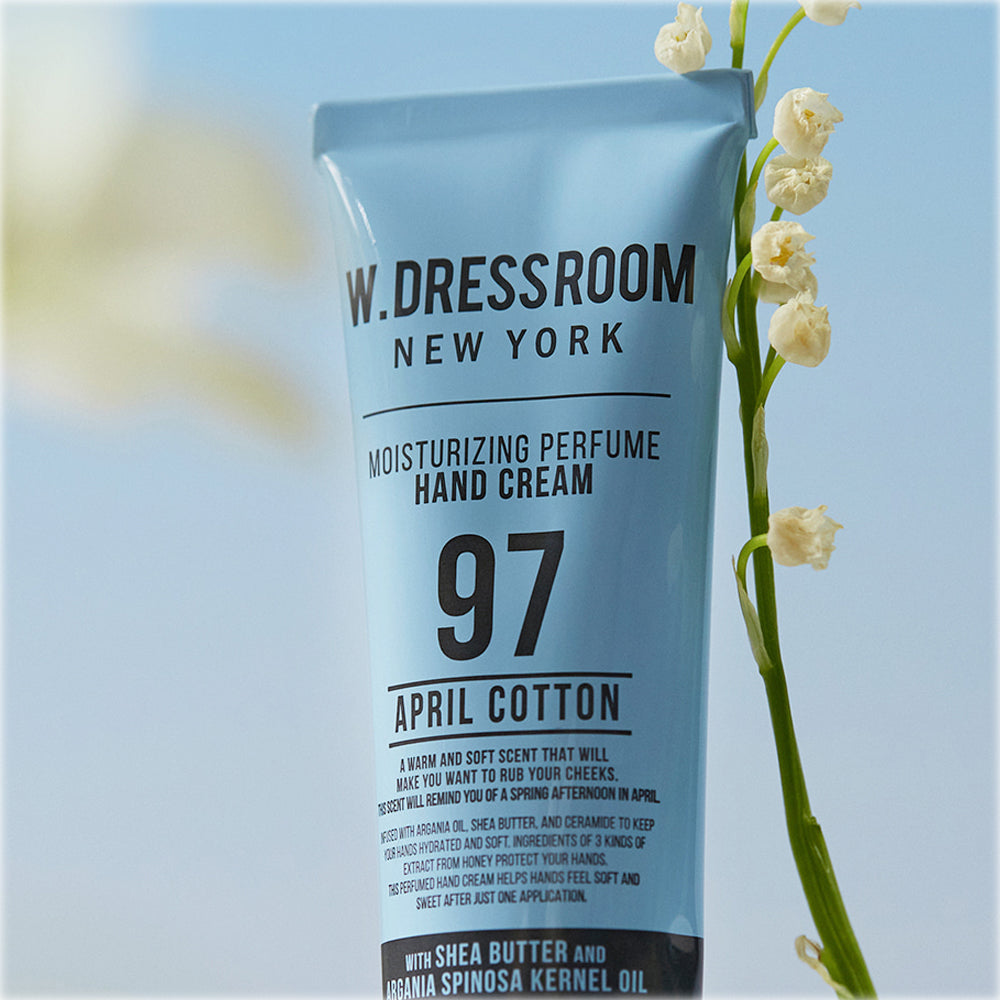 W.DRESSROOM
NEW YORK
MOISTURIZING PERFUME
HAND CREAM
97
APRIL COTTON
A WARM AND SOFT SCENT THAT WILL
MAKE YOU WANT TO RUB YOUR CHEEKS.
THIS SCENT WILL REMIND YOU OF A SPRING AFTERNOON IN APRIL
INFUSED WITH ARGANIA OIL, SHEA BUTTER, AND CERAMIDE TO KEEP
YOUR HANDS HYDRATED AND SOFT. INGREDIENTS OF 3 KINDS OF
EXTRACT FROM HONEY PROTECT YOUR HANDS.
THIS PERFUMED HAND CREAM HELPS HANDS FEEL SOFT AND
SWEET AFTER JUST ONE APPLICATION.
WITH SHEA BUTTER AND
ARGANIA SPINOSA KERNEL OIL